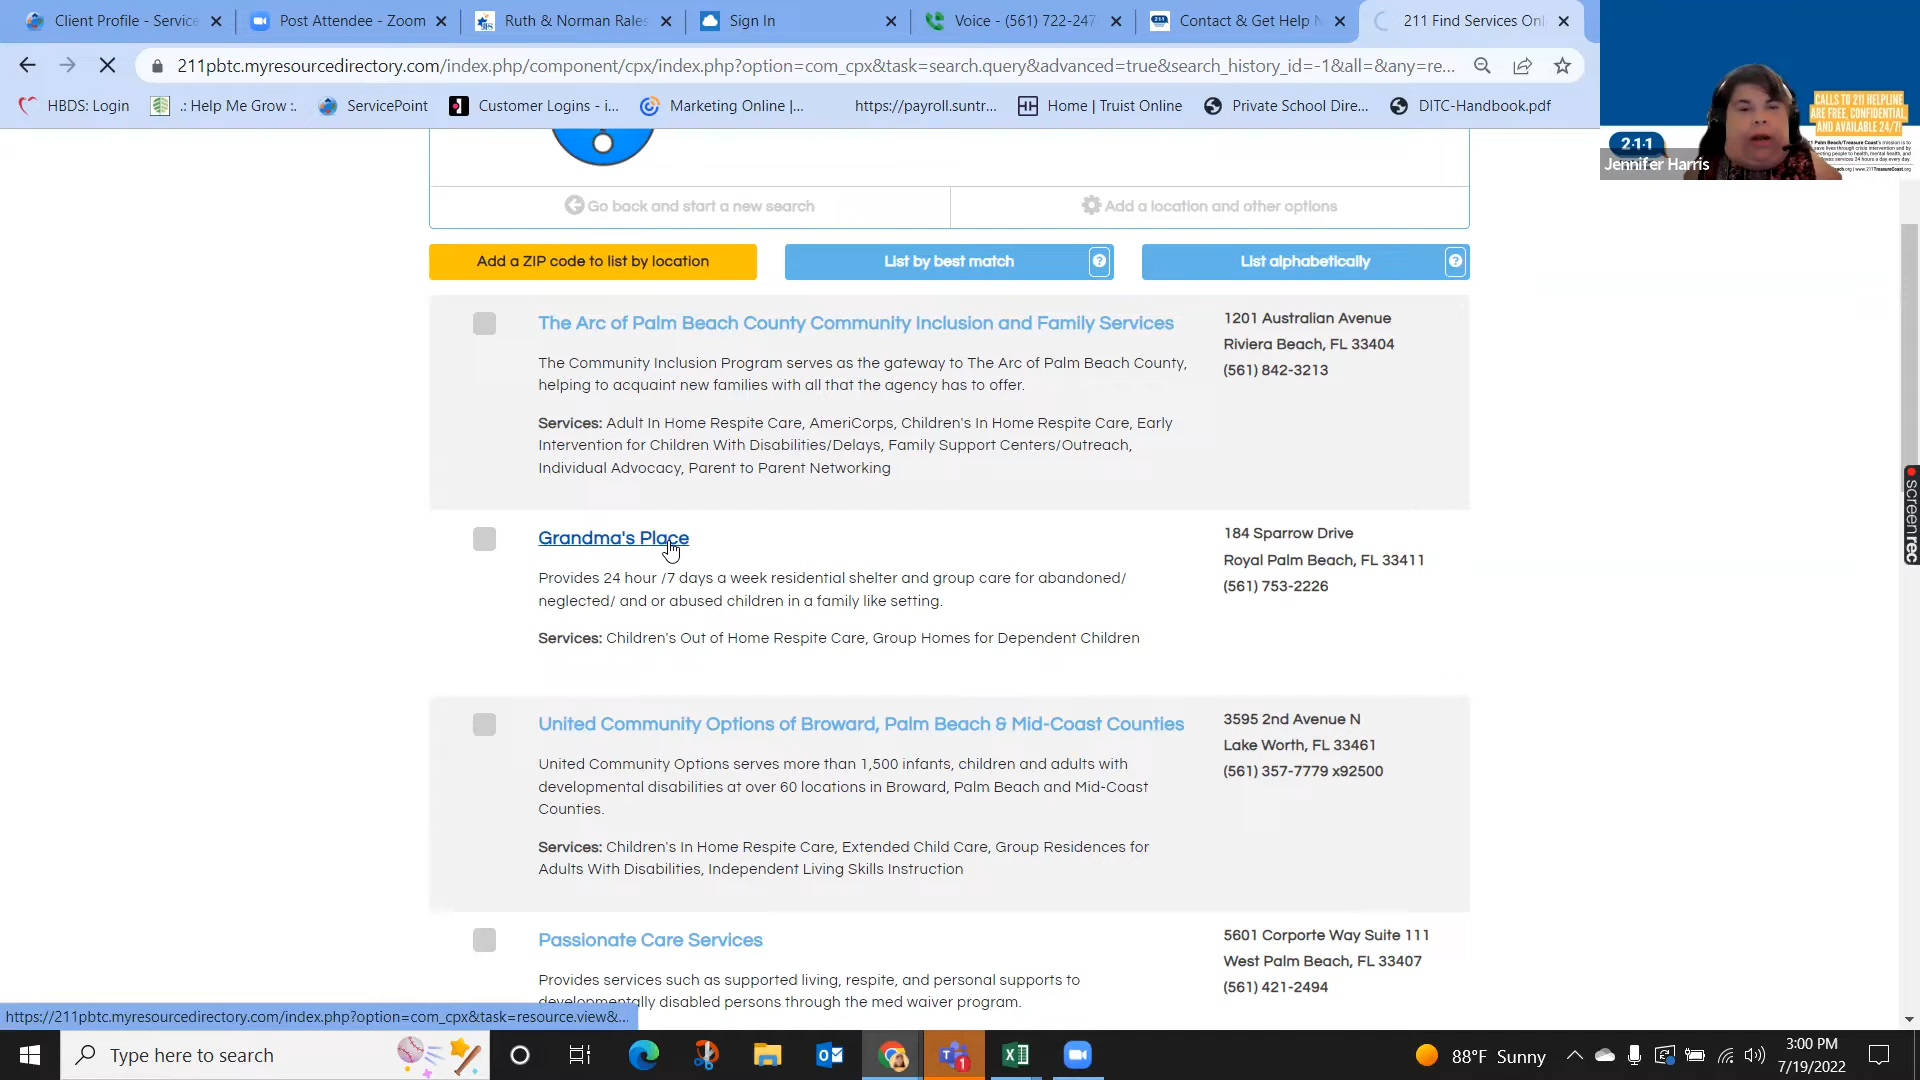 Client Profile - Service
Post Attendee - Zoom
Ruth & Norman Rales
Sign In
Voice - (561) 722-247
Contact & Get Help N
211 Find Services Onl
211pbtc.myresourcedirectory.com/index.php/component/cpx/index.php?option=com_cpx&task=search.query&advanced=true&search_history_id=-1&all=&any=re...
HBDS: Login
.: Help Me Grow :.
ServicePoint
Customer Logins - i...
Marketing Online |...
https://payroll.suntr...
Home | Truist Online
Private School Dire...
DITC-Handbook.pdf
CALLS TO 211 HELPLINE
ARE FREE, CONFIDENTIAL,
AND AVAILABLE 24/7!
2-1-1
Jennifer Harris
Go back and start a new search
Add a location and other options
Add a ZIP code to list by location
List by best match ?
List alphabetically ?
The Arc of Palm Beach County Community Inclusion and Family Services
The Community Inclusion Program serves as the gateway to The Arc of Palm Beach County,
helping to acquaint new families with all that the agency has to offer.
Services: Adult In Home Respite Care, AmeriCorps, Children's In Home Respite Care, Early
Intervention for Children With Disabilities/Delays, Family Support Centers/Outreach,
Individual Advocacy, Parent to Parent Networking
1201 Australian Avenue
Riviera Beach, FL 33404
(561) 842-3213
Grandma's Place
Provides 24 hour /7 days a week residential shelter and group care for abandoned/
neglected/ and or abused children in a family like setting.
Services: Children's Out of Home Respite Care, Group Homes for Dependent Children
184 Sparrow Drive
Royal Palm Beach, FL 33411
(561) 753-2226
United Community Options of Broward, Palm Beach & Mid-Coast Counties
United Community Options serves more than 1,500 infants, children and adults with
developmental disabilities at over 60 locations in Broward, Palm Beach and Mid-Coast
Counties.
Services: Children's In Home Respite Care, Extended Child Care, Group Residences for
Adults With Disabilities, Independent Living Skills Instruction
3595 2nd Avenue N
Lake Worth, FL 33461
(561) 357-7779 x92500
Passionate Care Services
Provides services such as supported living, respite, and personal supports to
developmentally disabled persons through the med waiver program.
5601 Corporte Way Suite 111
West Palm Beach, FL 33407
(561) 421-2494
screenrec
https://211pbtc.myresourcedirectory.com/index.php?option=com_cpx&task=resource.view&...
Type here to search
1
88°F Sunny
3:00 PM
7/19/2022